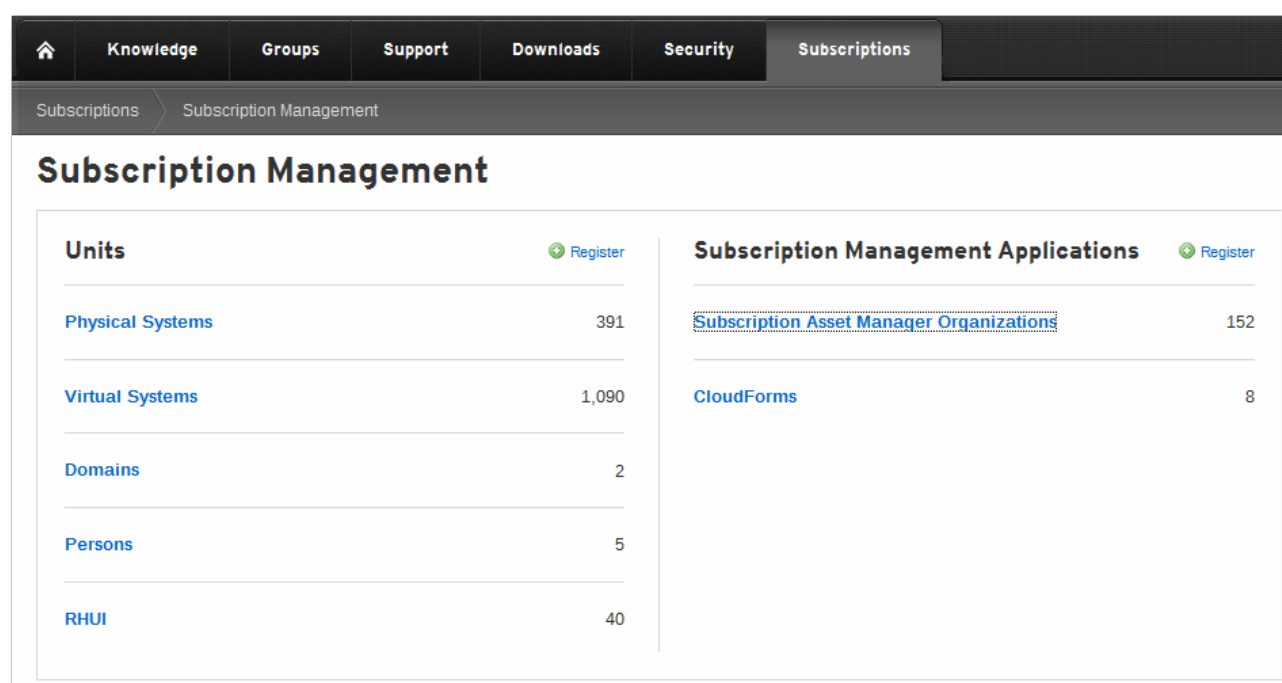 Knowledge Groups Support Downloads Security Subscriptions
Subscriptions Subscription Management
Subscription Management
Units Register
Physical Systems 391
Virtual Systems 1,090
Domains 2
Persons 5
RHUI 40
Subscription Management Applications Register
Subscription Asset Manager Organizations 152
CloudForms 8